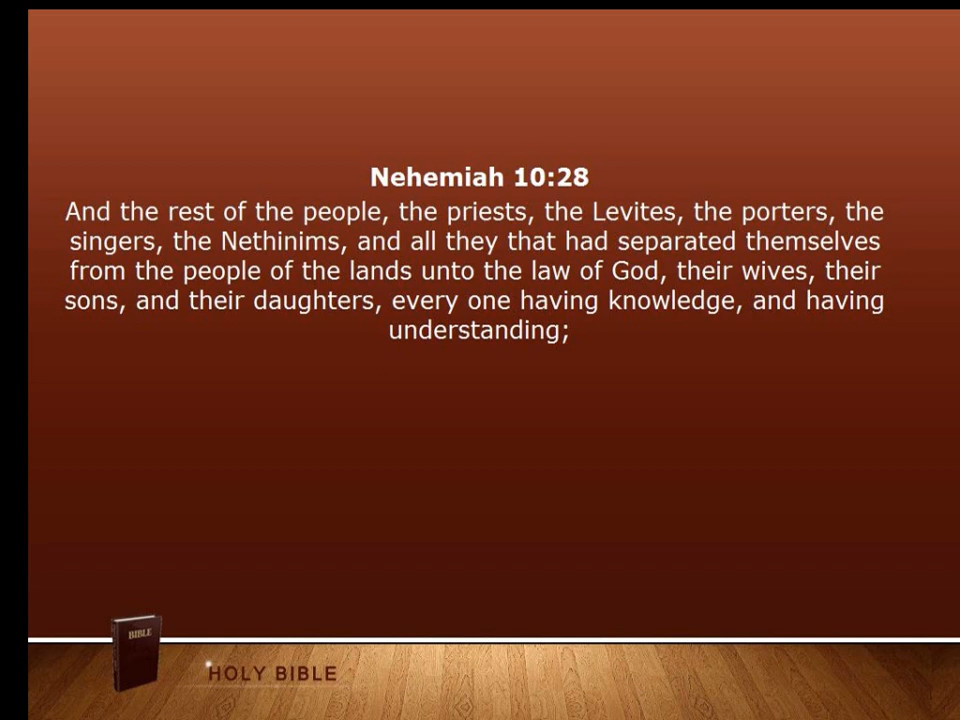 Nehemiah 10:28
And the rest of the people, the priests, the Levites, the porters, the
singers, the Nethinims, and all they that had separated themselves
from the people of the lands unto the law of God, their wives, their
sons, and their daughters, every one having knowledge, and having
understanding;
BIBLE
HOLY BIBLE